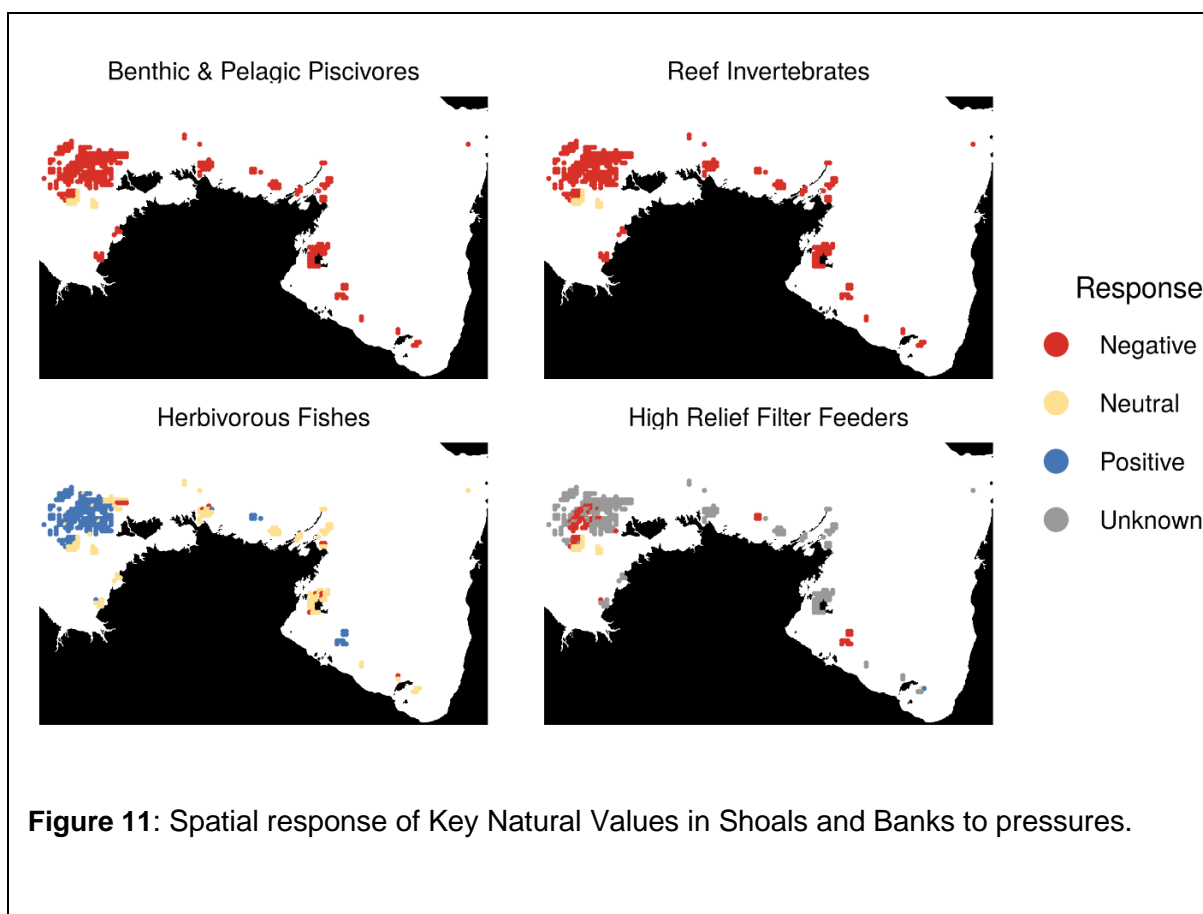 Benthic & Pelagic Piscivores
Reef Invertebrates
Response
Negative
Neutral
Positive
Unknown
Herbivorous Fishes
High Relief Filter Feeders
Figure 11: Spatial response of Key Natural Values in Shoals and Banks to pressures.